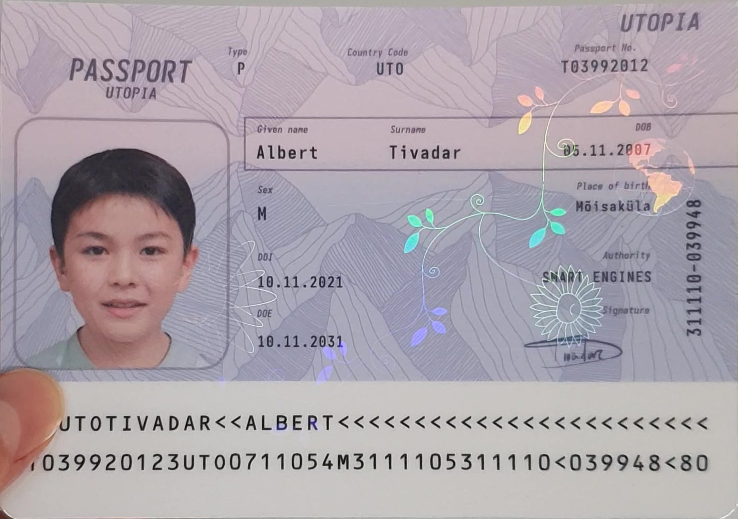 UTOPIA
PASSPORT
UTOPIA
Type
P
Country Code
UTO
Passport No.
T03992012
Given name
Albert
Surname
Tivadar
DOB
05.11.2007
Sex
M
Place of birth
Mõisaküla
DOI
10.11.2021
Authority
SMART ENGINES
DOE
10.11.2031
Signature
311110-039948
UTOTIVADAR<<ALBERT<<<<<<<<<<<<<<<<<<<<<<<<<<
039920123UTO0711054M3111105311110<039948<80